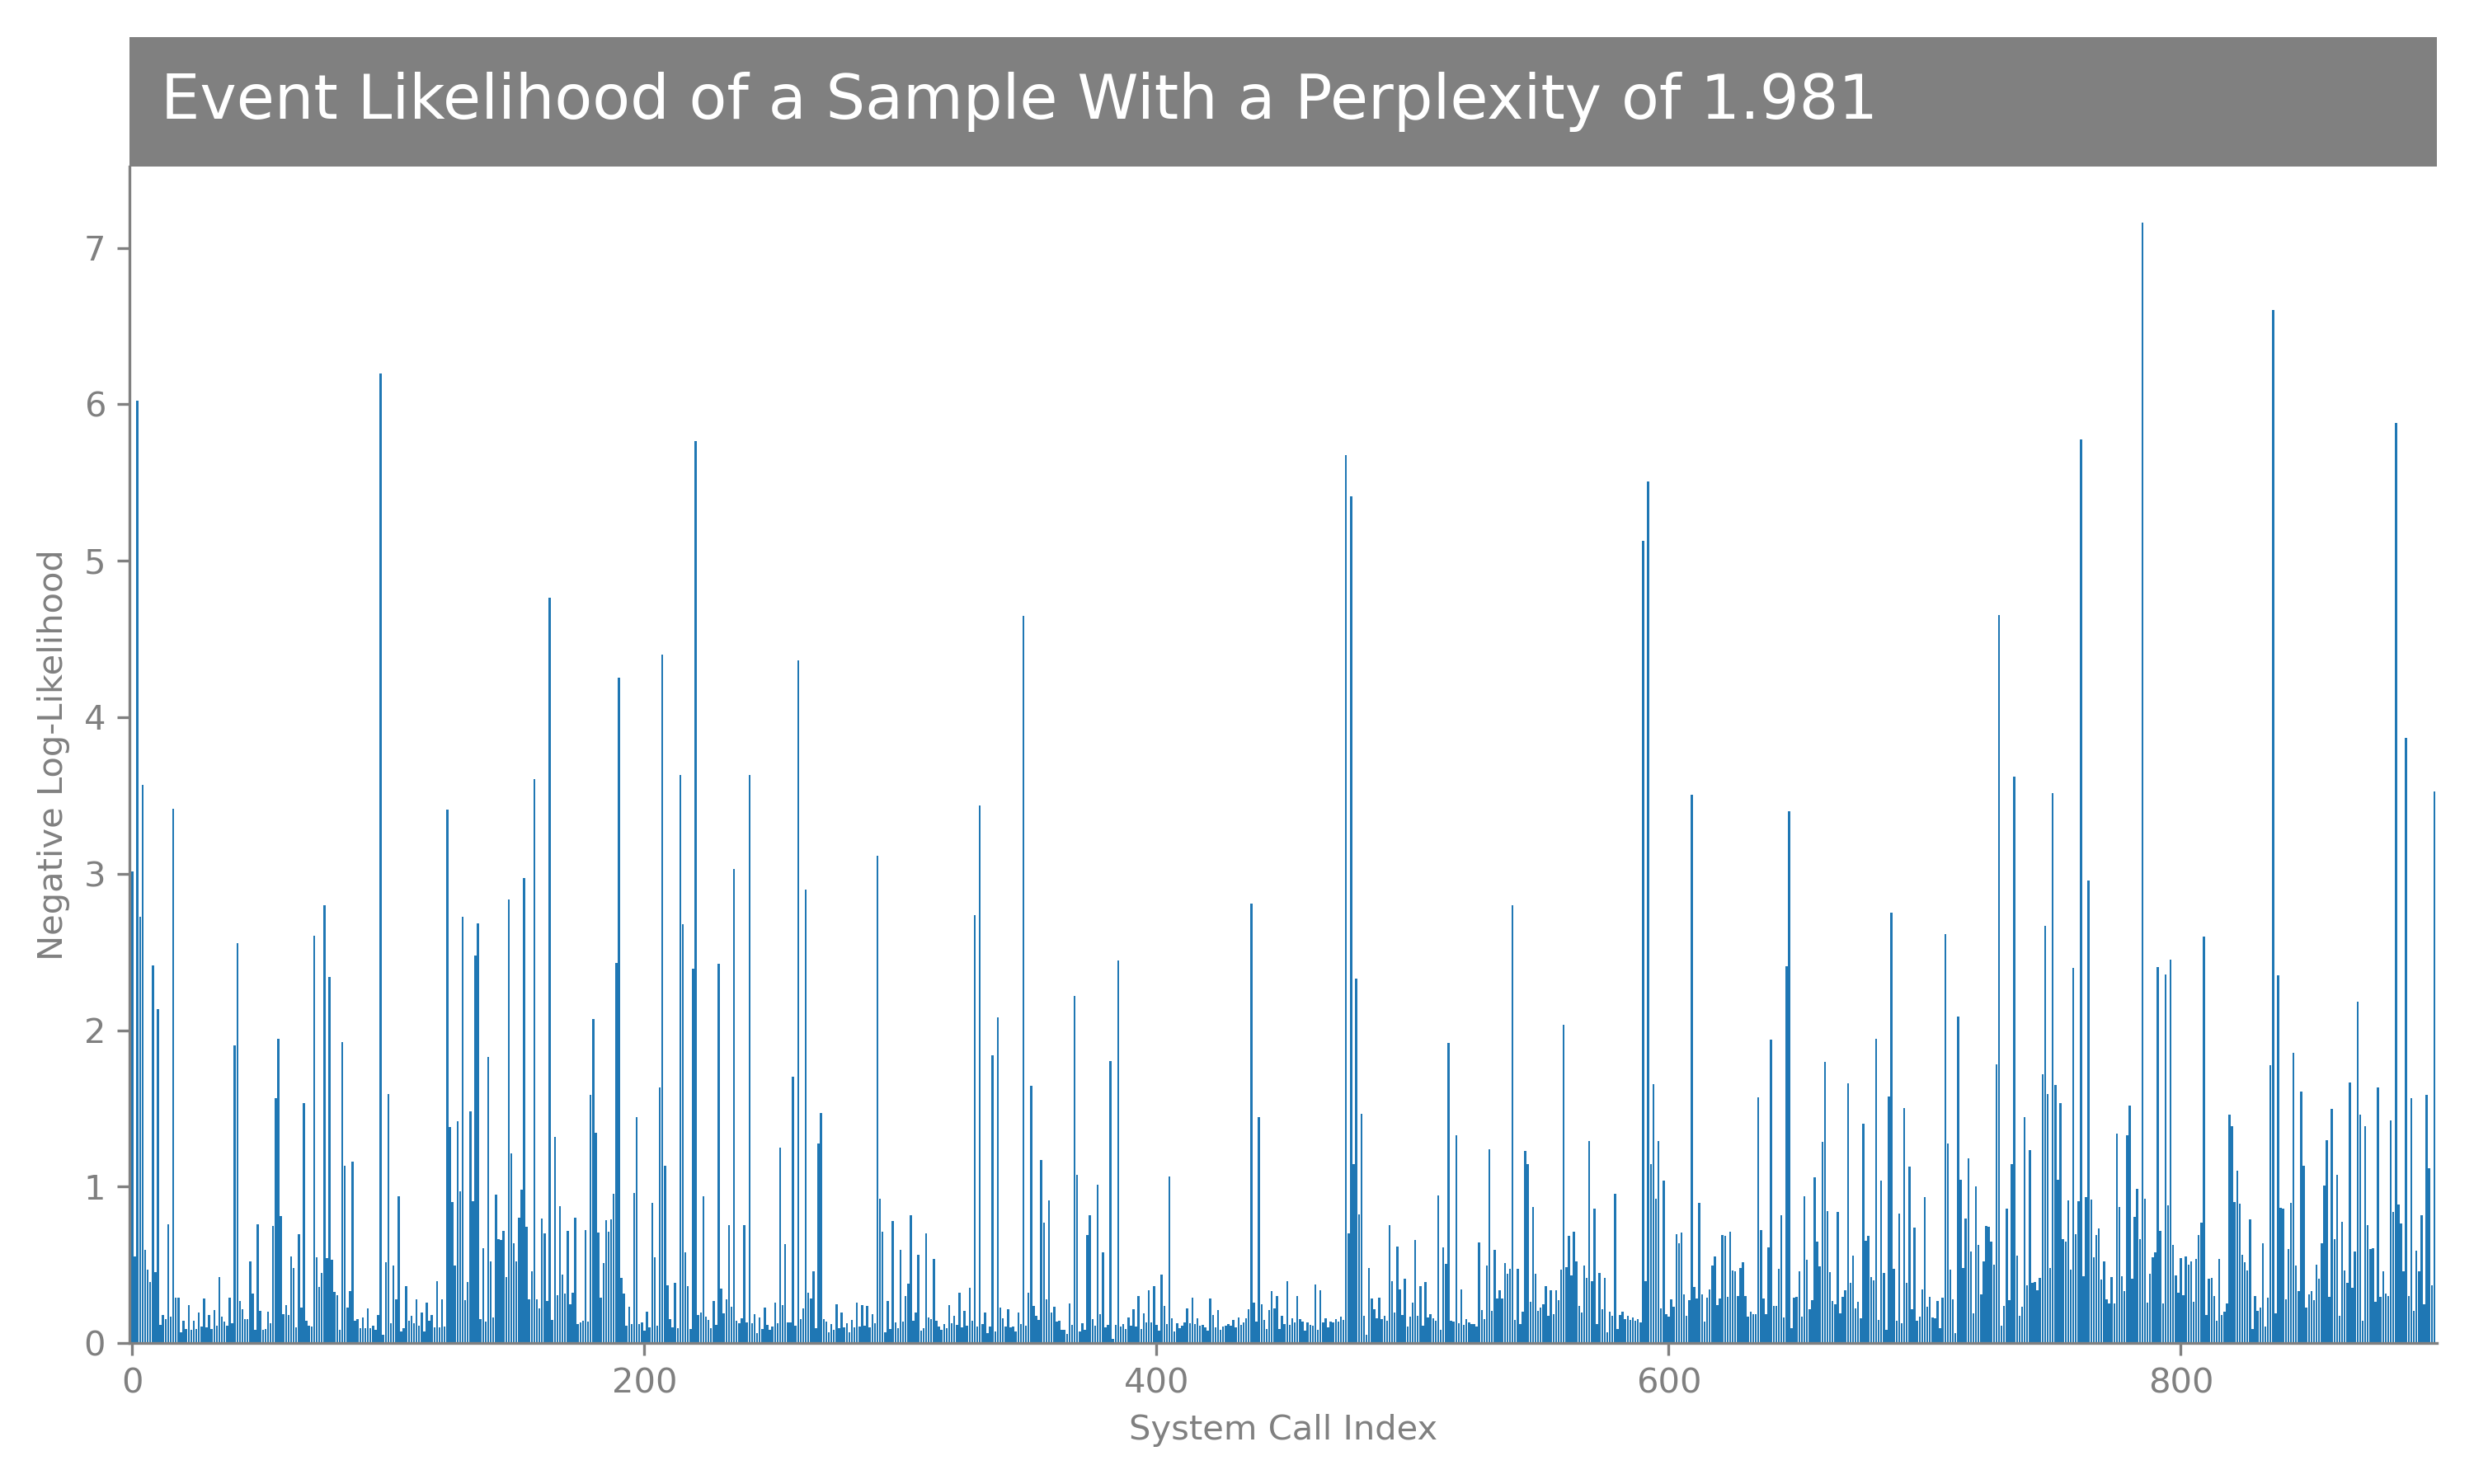 Event Likelihood of a Sample With a Perplexity of 1.981
7
6
5
4
3
2
1
0
Negative Log-Likelihood
0 200 400 600 800
System Call Index